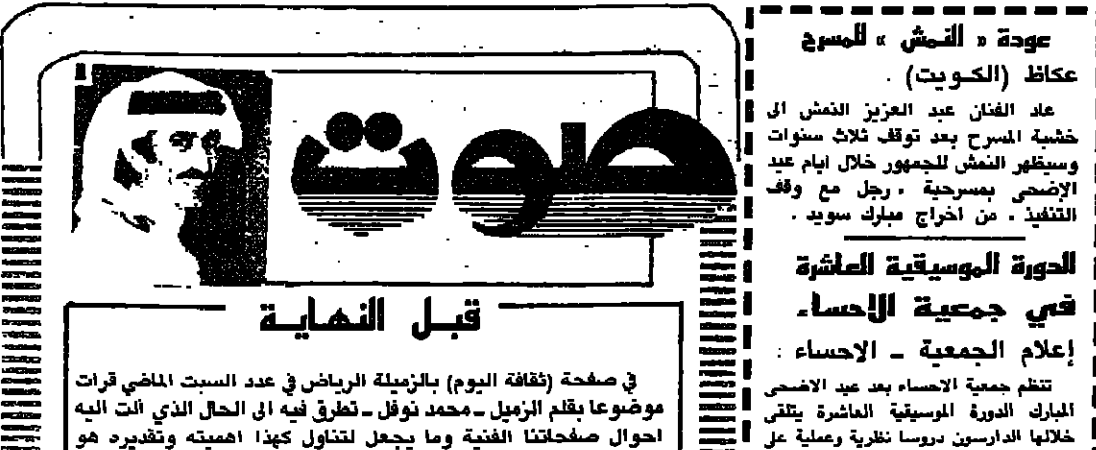 عودة « النمش » للمسرح
عكاظ (الكويت) .
عاد الفنان عبد العزيز النمش الى
خشبة المسرح بعد توقف ثلاث سنوات
وسيظهر النمش للجمهور خلال ايام عيد
الإضحى بمسرحية . رجل مع وقف
التنفيذ . من اخراج مبارك سويد .
الدورة الموسيقية العاشرة
في جمعية الاحساء
إعلام الجمعية ـ الاحساء :
تنظم جمعية الاحساء بعد عيد الاضحى
المبارك الدورة الموسيقية العاشرة يتلقى
خلالها الدارسون دروسا نظرية وعملية على
صوت
قبل النهاية
في صفحة (ثقافة اليوم) بالزميلة الرياض في عدد السبت الماضي قرات
موضوعا بقلم الزميل ـ محمد نوفل ـ تطرق فيه الى الحال الذي الت اليه
احوال صفحاتنا الفنية وما يجعل لتناول كهذا اهميته وتقديره هو